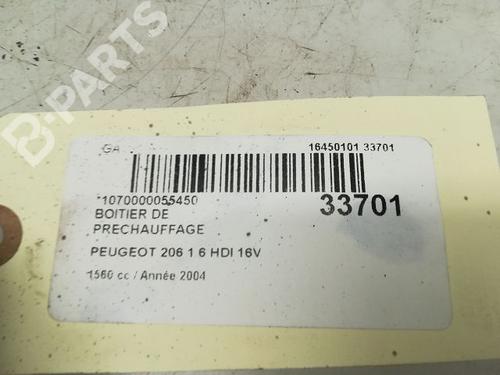 B-PARTS
GA
16450101 33701
*1070000055450
33701
BOITIER DE
PRECHAUFFAGE
PEUGEOT 206 1 6 HDI 16V
1560 cc / Année 2004